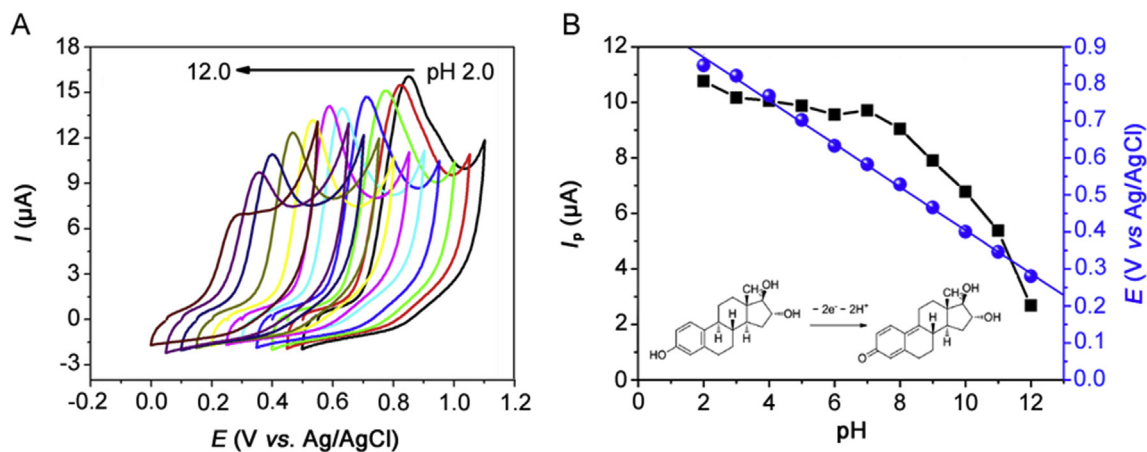 A
18
15
12
9
6
3
0
-3
I (µA)
12.0
pH 2.0
-0.2
0.0
0.2
0.4
0.6
0.8
1.0
1.2
E (V vs. Ag/AgCl)
B
12
10
8
6
4
2
0
Ip (µA)
0.9
0.8
0.7
0.6
0.5
0.4
0.3
0.2
0.1
0.0
E (V vs Ag/AgCl)
CH₃ OH
OH
H
H H
HO
− 2e⁻ − 2H⁺
CH₃ OH
OH
H
H
O
0 2 4 6 8 10 12
pH